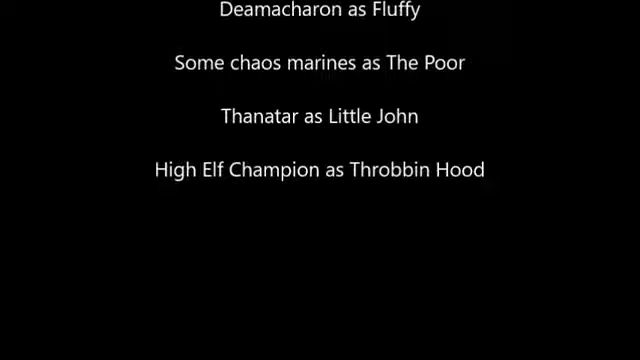 Deamacharon as Fluffy
Some chaos marines as The Poor
Thanatar as Little John
High Elf Champion as Throbbin Hood